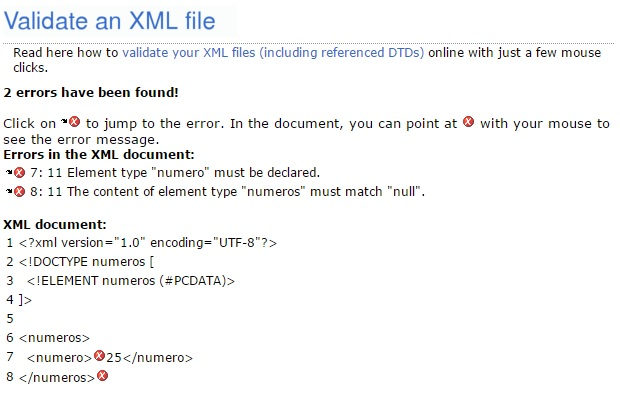 Validate an XML file
Read here how to validate your XML files (including referenced DTDs) online with just a few mouse
clicks.
2 errors have been found!
Click on to jump to the error. In the document, you can point at with your mouse to
see the error message.
Errors in the XML document:
7: 11 Element type "numero" must be declared.
8: 11 The content of element type "numeros" must match "null".
XML document:
1 <?xml version="1.0" encoding="UTF-8"?>
2 <!DOCTYPE numeros [
3   <!ELEMENT numeros (#PCDATA)>
4 ]>
5
6 <numeros>
7   <numero>25</numero>
8 </numeros>